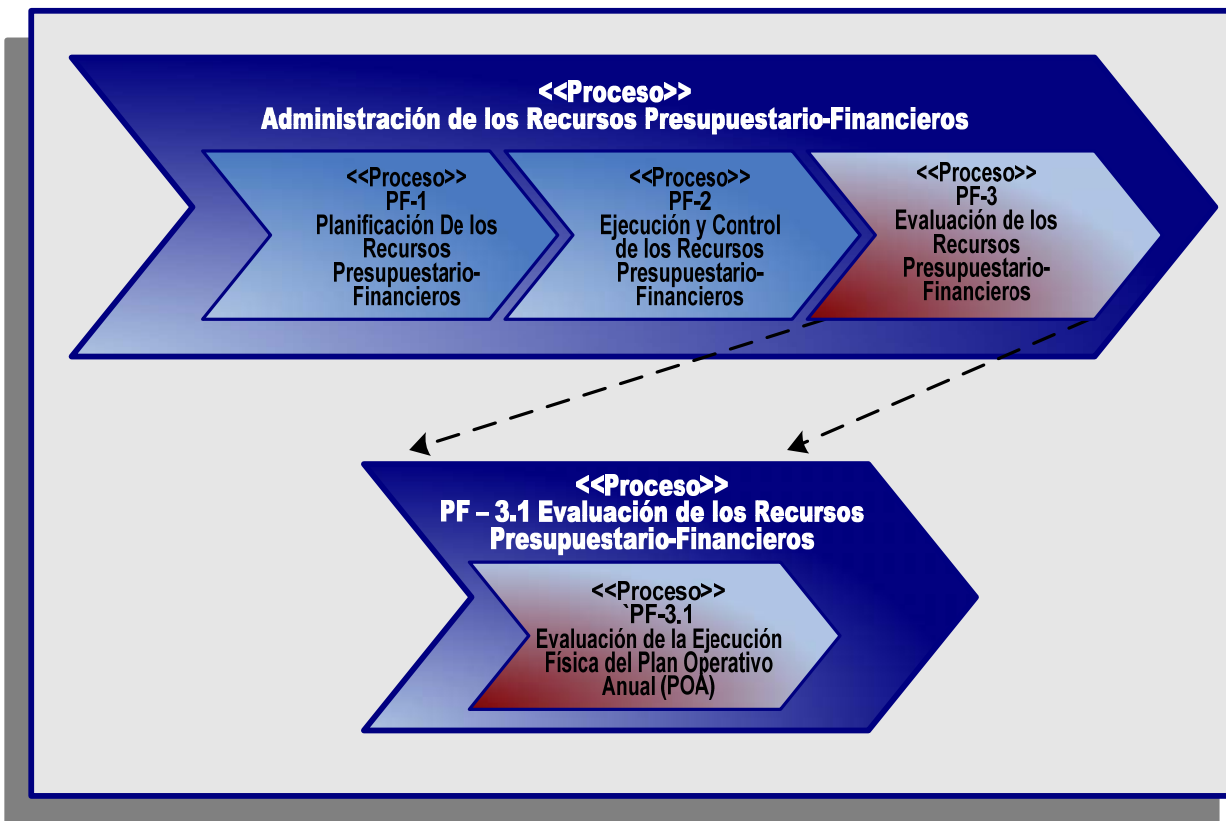 <<Proceso>>
Administración de los Recursos Presupuestario-Financieros
<<Proceso>>
PF-1
Planificación De los
Recursos
Presupuestario-
Financieros
<<Proceso>>
PF-2
Ejecución y Control
de los Recursos
Presupuestario-
Financieros
<<Proceso>>
PF-3
Evaluación de los
Recursos
Presupuestario-
Financieros
<<Proceso>>
PF – 3.1 Evaluación de los Recursos
Presupuestario-Financieros
<<Proceso>>
`PF-3.1
Evaluación de la Ejecución
Física del Plan Operativo
Anual (POA)